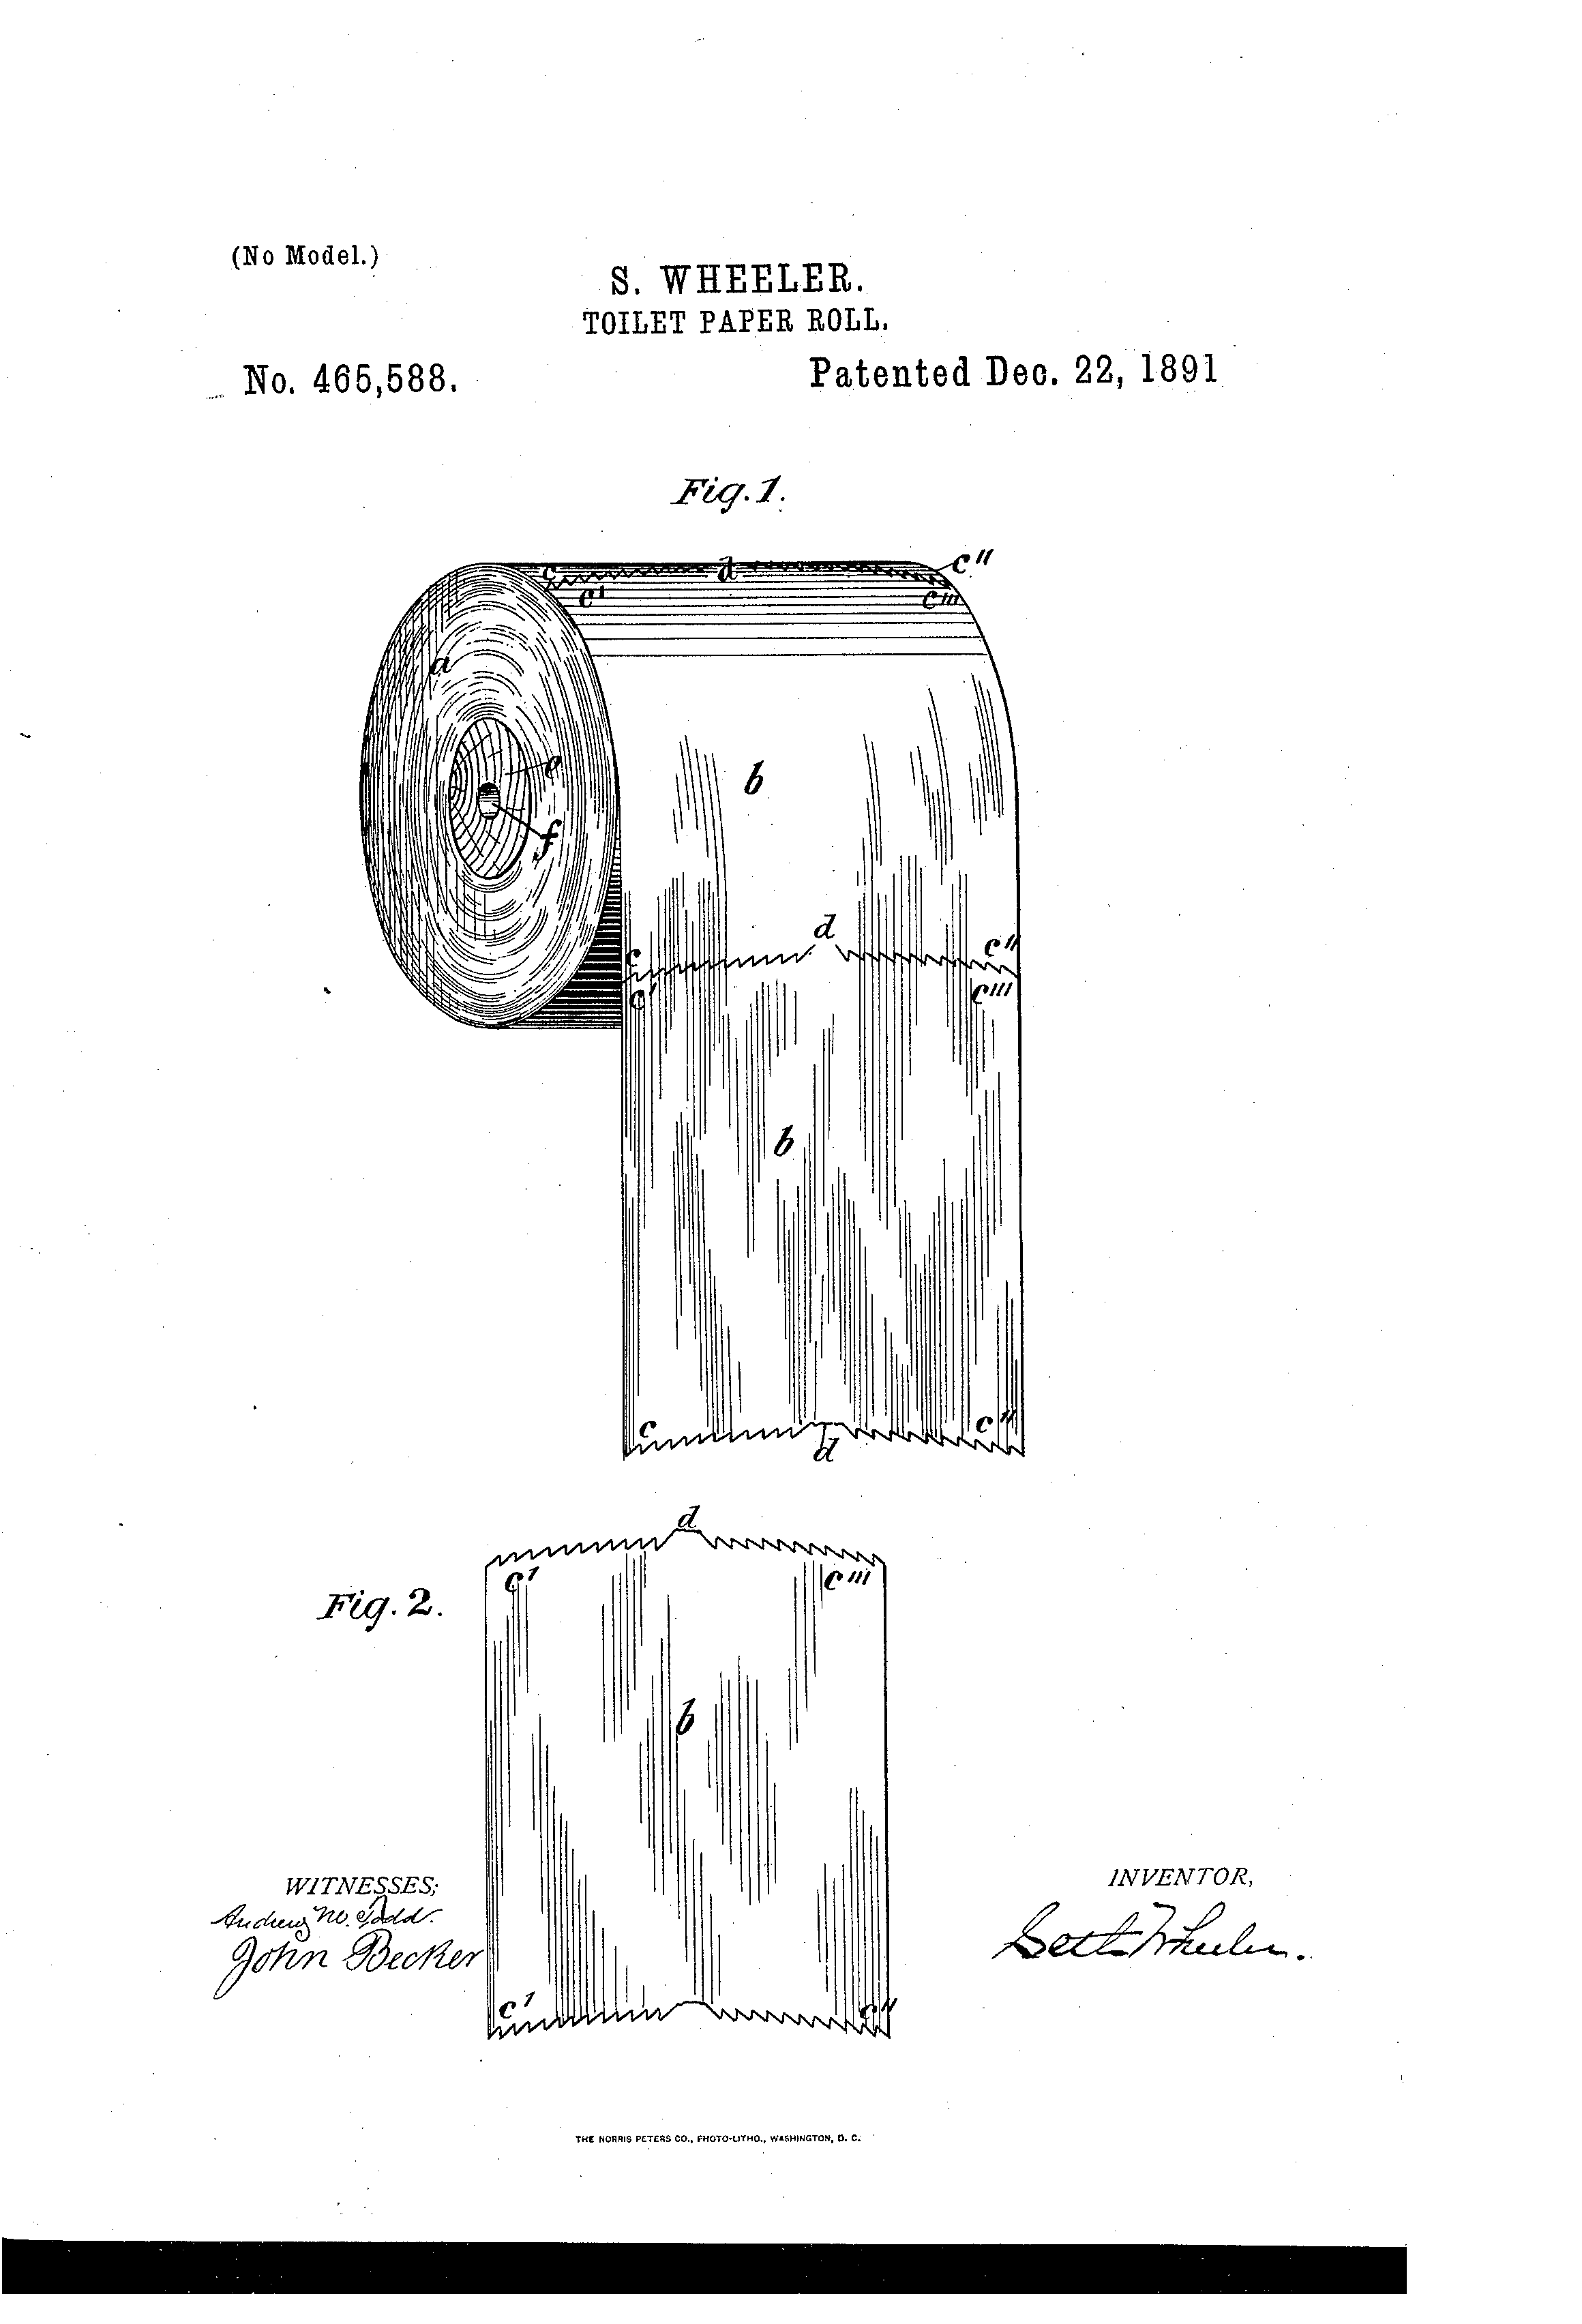 (No Model.)
S. WHEELER.
TOILET PAPER ROLL.
No. 465,588.
Patented Dec. 22, 1891
Fig. 1.
c d c"
c' c'''
a
e
b
f
d
c c"
c' c'''
b
c c"
d
d
c' c'''
Fig. 2.
b
WITNESSES;
Andrew M. Todd.
John Becker
INVENTOR,
Seth Wheeler.
c' c"
THE NORRIS PETERS CO., PHOTO-LITHO., WASHINGTON, D. C.